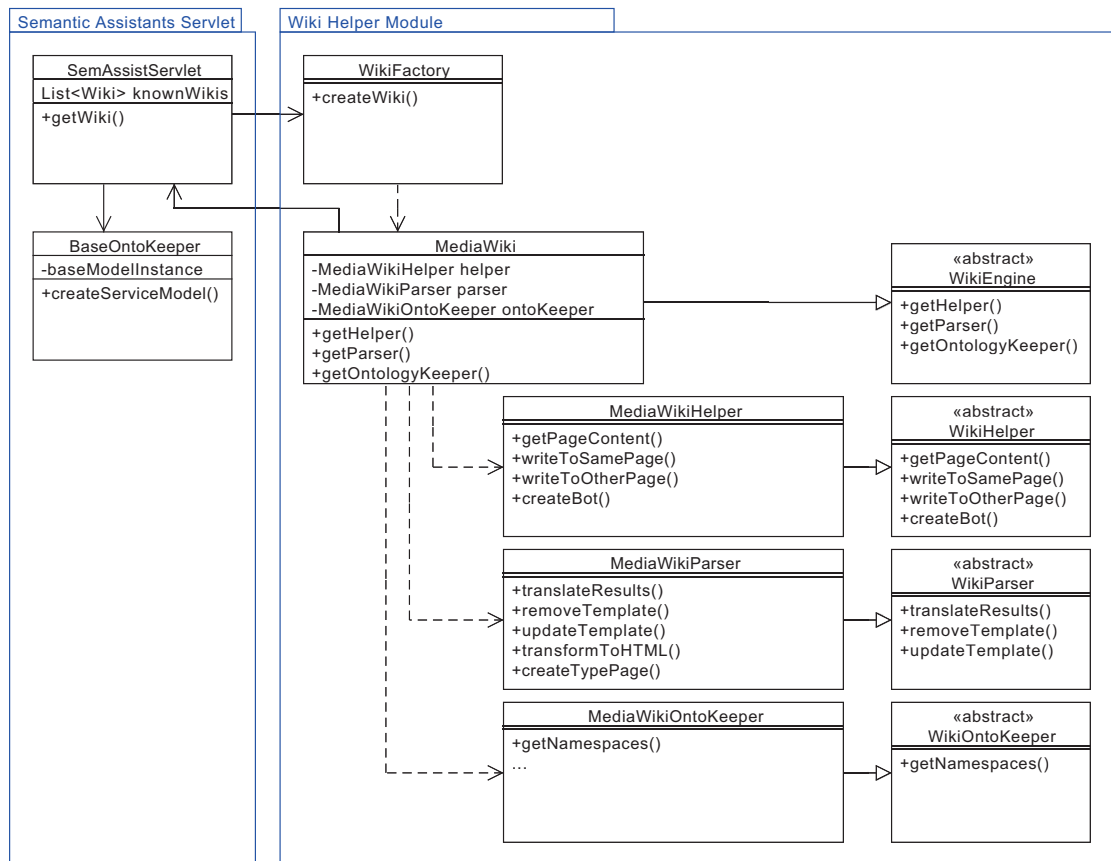 Semantic Assistants Servlet
SemAssistServlet
List<Wiki> knownWikis
+getWiki()
BaseOntoKeeper
-baseModelInstance
+createServiceModel()
Wiki Helper Module
WikiFactory
+createWiki()
MediaWiki
-MediaWikiHelper helper
-MediaWikiParser parser
-MediaWikiOntoKeeper ontoKeeper
+getHelper()
+getParser()
+getOntologyKeeper()
«abstract»
WikiEngine
+getHelper()
+getParser()
+getOntologyKeeper()
MediaWikiHelper
+getPageContent()
+writeToSamePage()
+writeToOtherPage()
+createBot()
«abstract»
WikiHelper
+getPageContent()
+writeToSamePage()
+writeToOtherPage()
+createBot()
MediaWikiParser
+translateResults()
+removeTemplate()
+updateTemplate()
+transformToHTML()
+createTypePage()
«abstract»
WikiParser
+translateResults()
+removeTemplate()
+updateTemplate()
MediaWikiOntoKeeper
+getNamespaces()
...
«abstract»
WikiOntoKeeper
+getNamespaces()